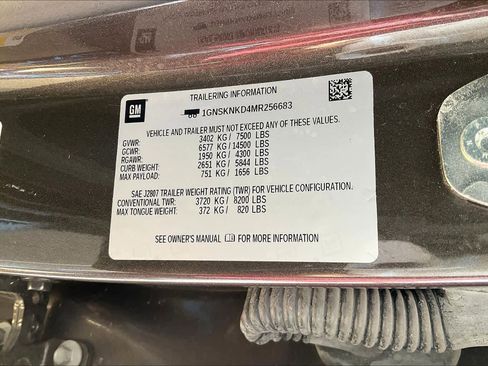 TRAILERING INFORMATION
GM
1GNSKNKD4MR256683
VEHICLE AND TRAILER MUST NOT EXCEED ANY OF THESE VALUES.
GVWR: 3402 KG/ 7500 LBS
GCWR: 6577 KG/ 14500 LBS
RGAWR: 1950 KG/ 4300 LBS
CURB WEIGHT: 2651 KG/ 5844 LBS
MAX PAYLOAD: 751 KG/ 1656 LBS
SAE J2807 TRAILER WEIGHT RATING (TWR) FOR VEHICLE CONFIGURATION.
CONVENTIONAL TWR: 3720 KG/ 8200 LBS
MAX TONGUE WEIGHT: 372 KG/ 820 LBS
SEE OWNER'S MANUAL FOR MORE INFORMATION